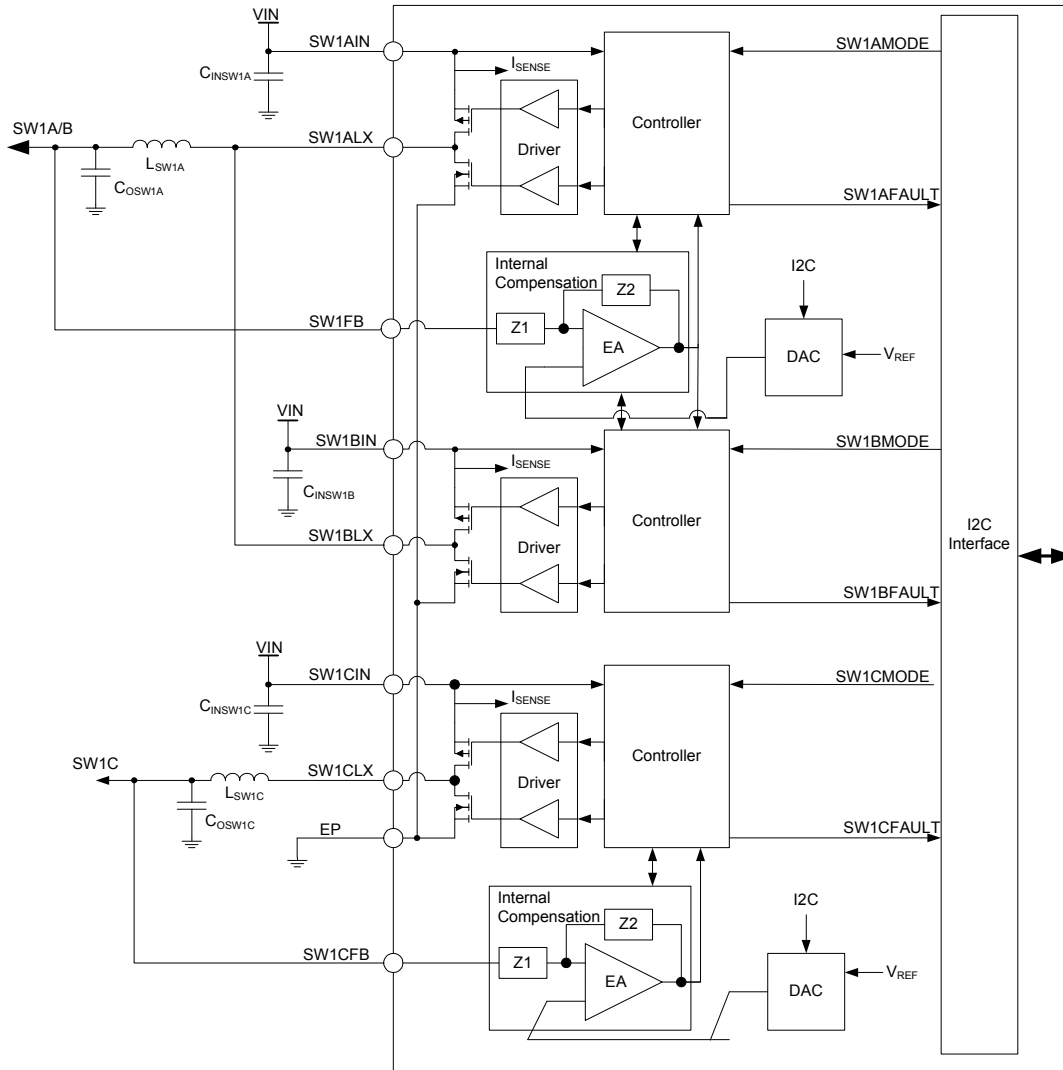 VIN
SW1AIN
SW1AMODE
CINSW1A
ISENSE
Controller
SW1A/B
SW1ALX
Driver
LSW1A
COSW1A
SW1AFAULT
Internal
Compensation
I2C
Z2
SW1FB
Z1
EA
DAC
VREF
VIN
SW1BIN
SW1BMODE
ISENSE
CINSW1B
Controller
I2C
Interface
SW1BLX
Driver
SW1BFAULT
VIN
SW1CIN
SW1CMODE
ISENSE
CINSW1C
Controller
SW1C
SW1CLX
Driver
LSW1C
COSW1C
EP
SW1CFAULT
Internal
Compensation
I2C
Z2
SW1CFB
Z1
EA
DAC
VREF